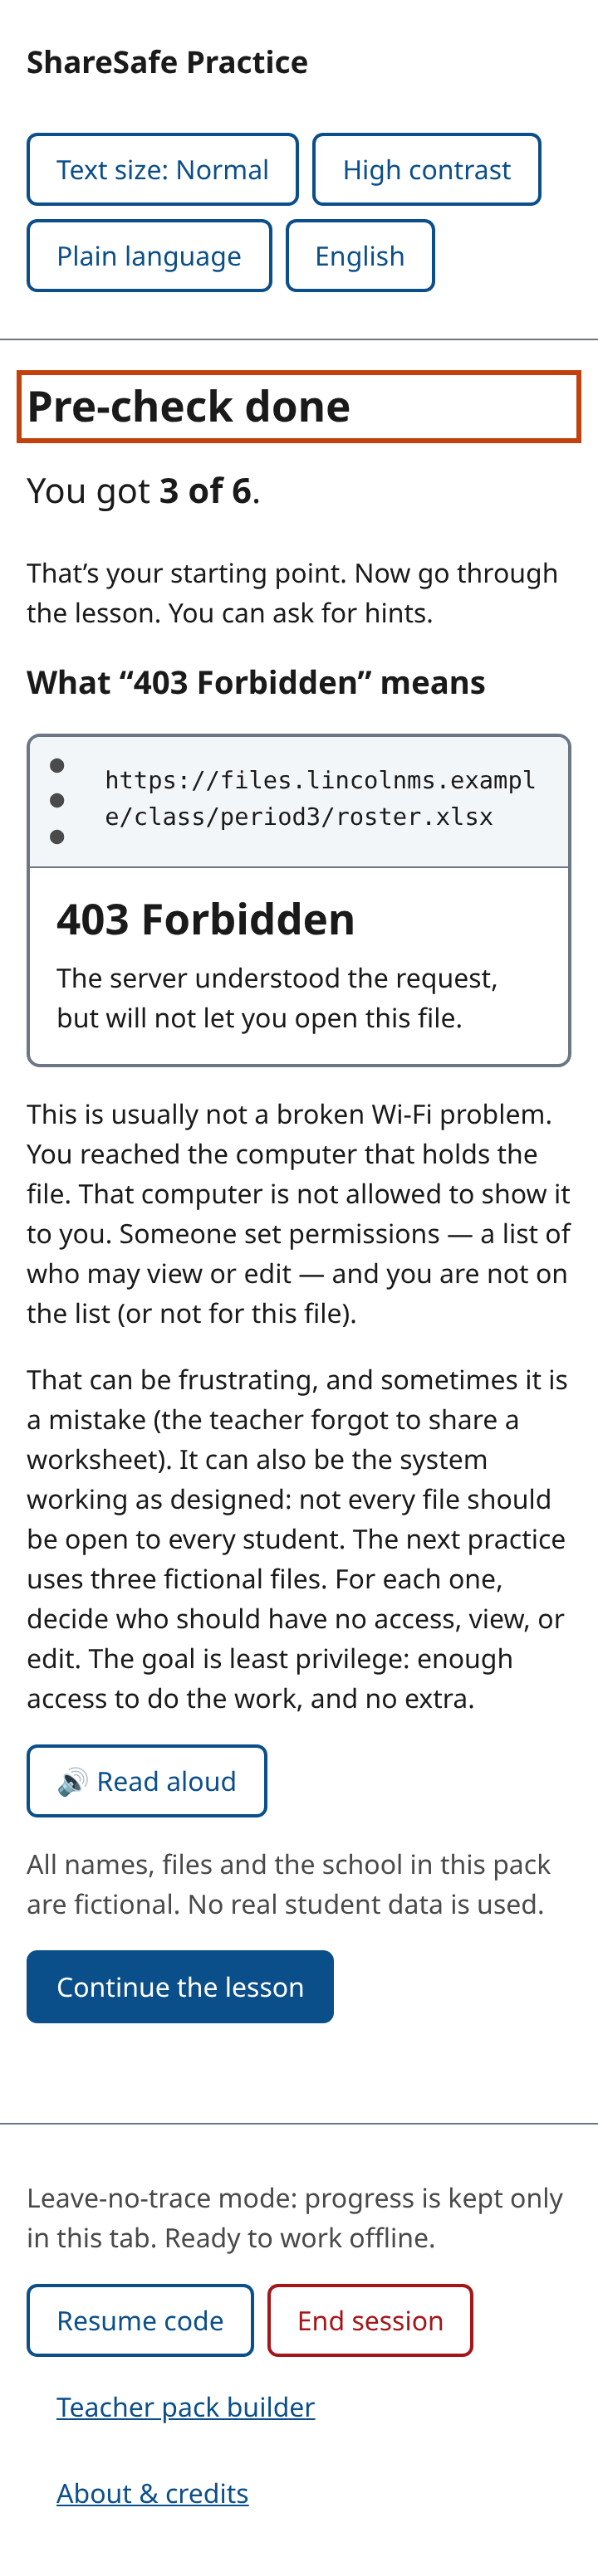 ShareSafe Practice
Text size: Normal
High contrast
Plain language
English
Pre-check done
You got 3 of 6.
That’s your starting point. Now go through
the lesson. You can ask for hints.
What “403 Forbidden” means
https://files.lincolnms.exampl
e/class/period3/roster.xlsx
403 Forbidden
The server understood the request,
but will not let you open this file.
This is usually not a broken Wi-Fi problem.
You reached the computer that holds the
file. That computer is not allowed to show it
to you. Someone set permissions — a list of
who may view or edit — and you are not on
the list (or not for this file).
That can be frustrating, and sometimes it is
a mistake (the teacher forgot to share a
worksheet). It can also be the system
working as designed: not every file should
be open to every student. The next practice
uses three fictional files. For each one,
decide who should have no access, view, or
edit. The goal is least privilege: enough
access to do the work, and no extra.
🔊 Read aloud
All names, files and the school in this pack
are fictional. No real student data is used.
Continue the lesson
Leave-no-trace mode: progress is kept only
in this tab. Ready to work offline.
Resume code
End session
Teacher pack builder
About & credits